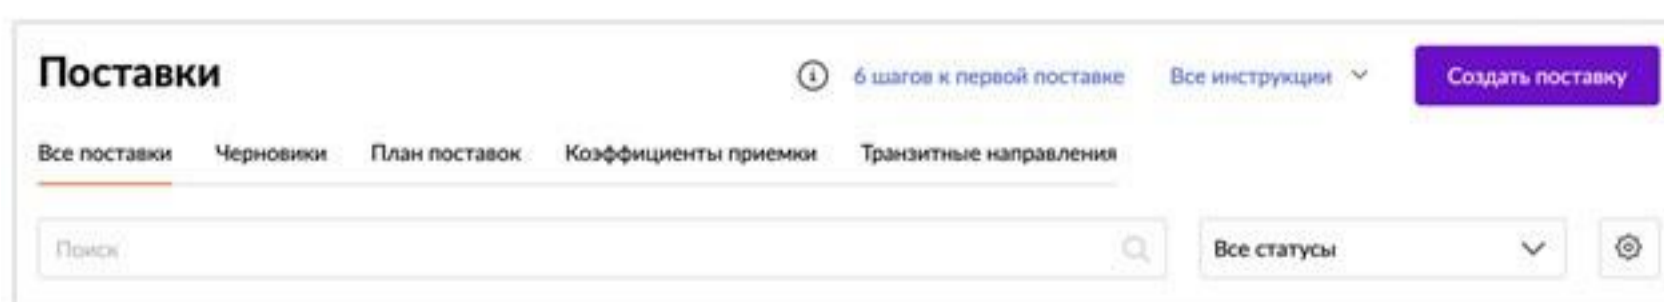 Поставки
6 шагов к первой поставке Все инструкции Создать поставку
Все поставки Черновики План поставок Коэффициенты приемки Транзитные направления
Поиск Все статусы